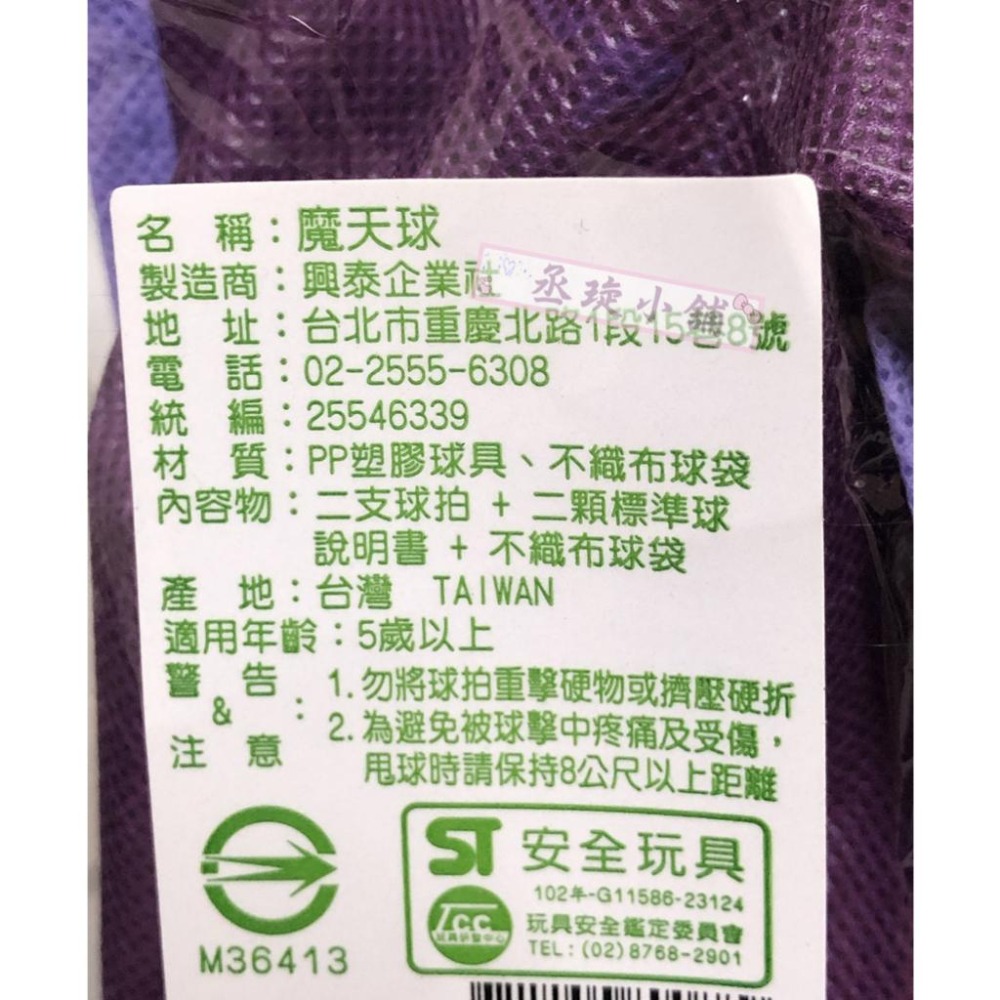 名 稱：魔天球
製造商：興泰企業社
丞琁小舖
地 址：台北市重慶北路1段15巷8號
電 話：02-2555-6308
統 編：25546339
材 質：PP塑膠球具、不織布球袋
內容物：二支球拍 + 二顆標準球
說明書 + 不織布球袋
產 地：台灣 TAIWAN
適用年齡：5歲以上
警 告 & 注 意：
1. 勿將球拍重擊硬物或擠壓硬折
2. 為避免被球擊中疼痛及受傷，
甩球時請保持8公尺以上距離
M36413
ST 安全玩具
102年-G11586-23124
TCC
玩具安全鑑定委員會
TEL：(02)8768-2901